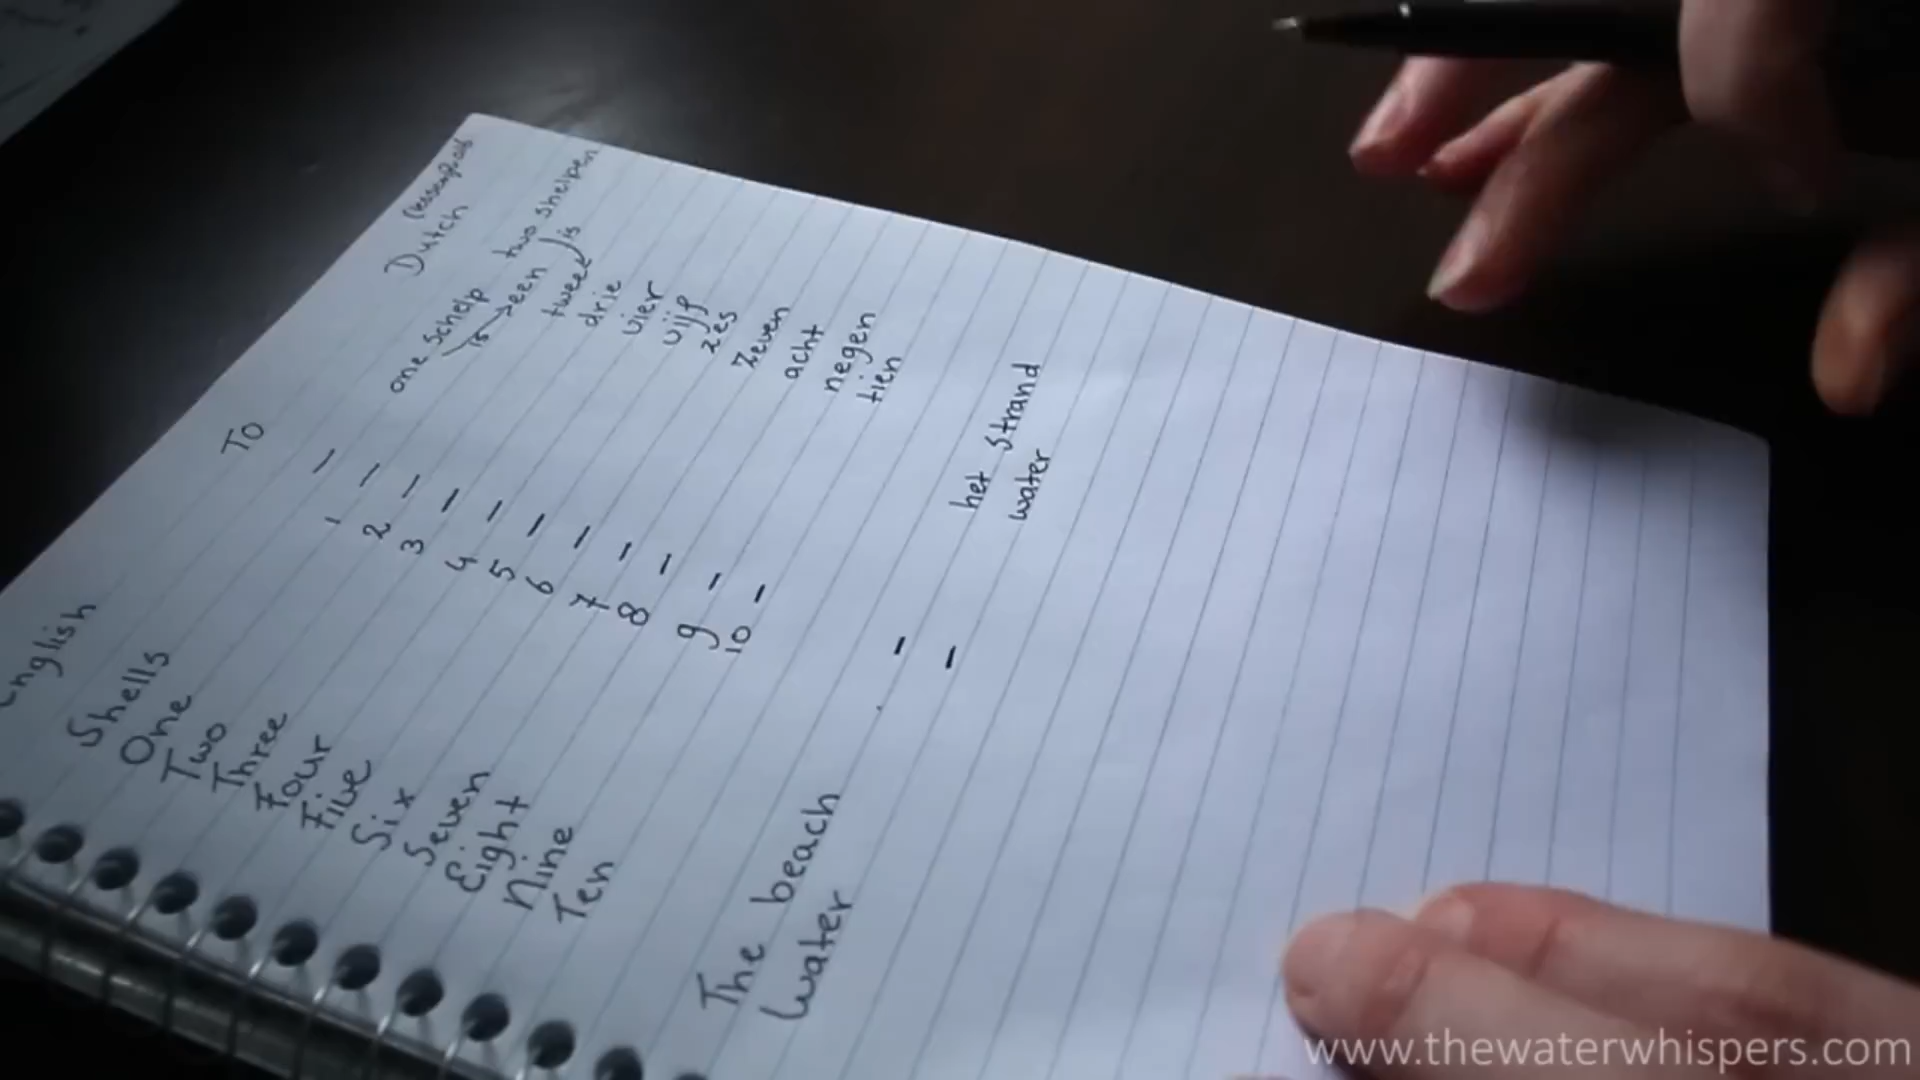 English To Dutch
Shells - one schelp two shelpen
is is
One 1 - een
Two 2 - twee
Three 3 - drie
Four 4 - vier
Five 5 - vijf
Six 6 - zes
Seven 7 - zeven
Eight 8 - acht
Nine 9 - negen
Ten 10 - tien
The beach - het strand
Water - water
www.thewaterwhispers.com